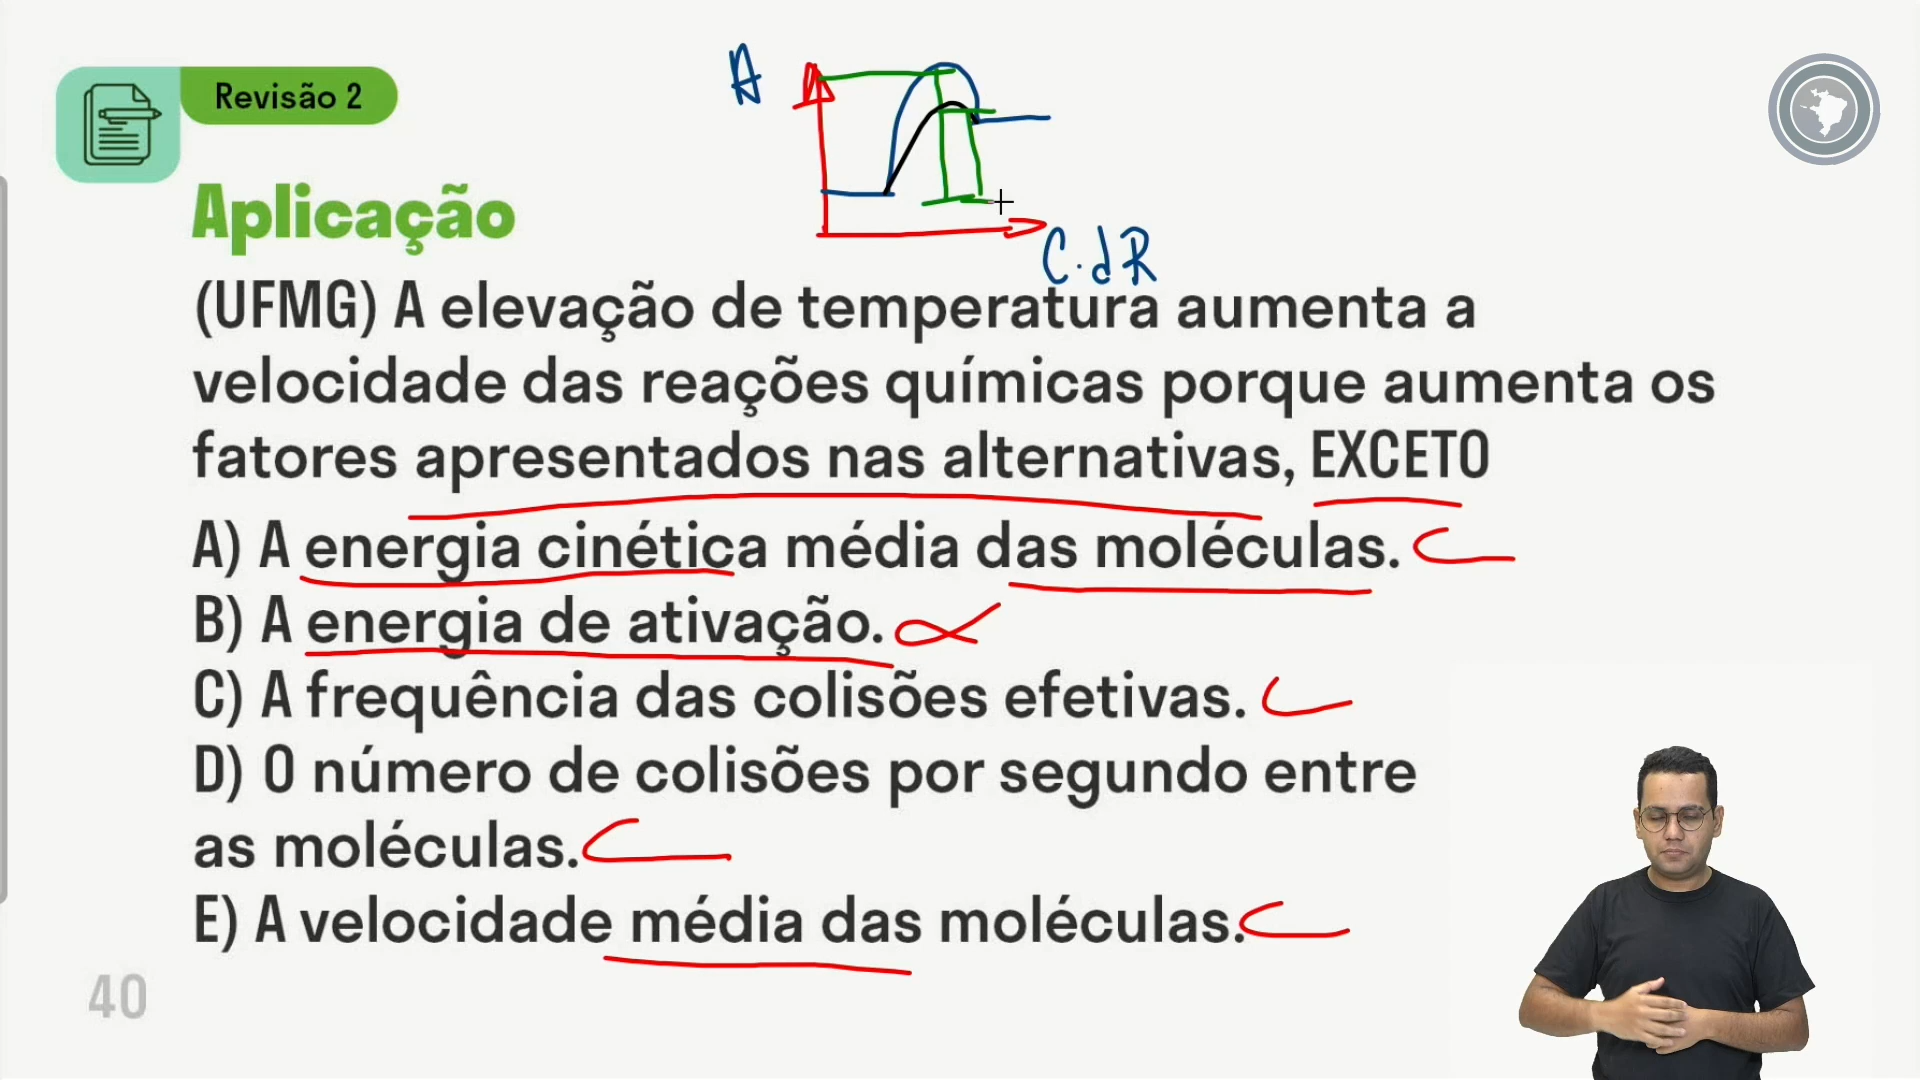 Revisão 2
Aplicação
A
C.dR
(UFMG) A elevação de temperatura aumenta a
velocidade das reações químicas porque aumenta os
fatores apresentados nas alternativas, EXCETO
A) A energia cinética média das moléculas.
B) A energia de ativação.
C) A frequência das colisões efetivas.
D) O número de colisões por segundo entre
as moléculas.
E) A velocidade média das moléculas.
40